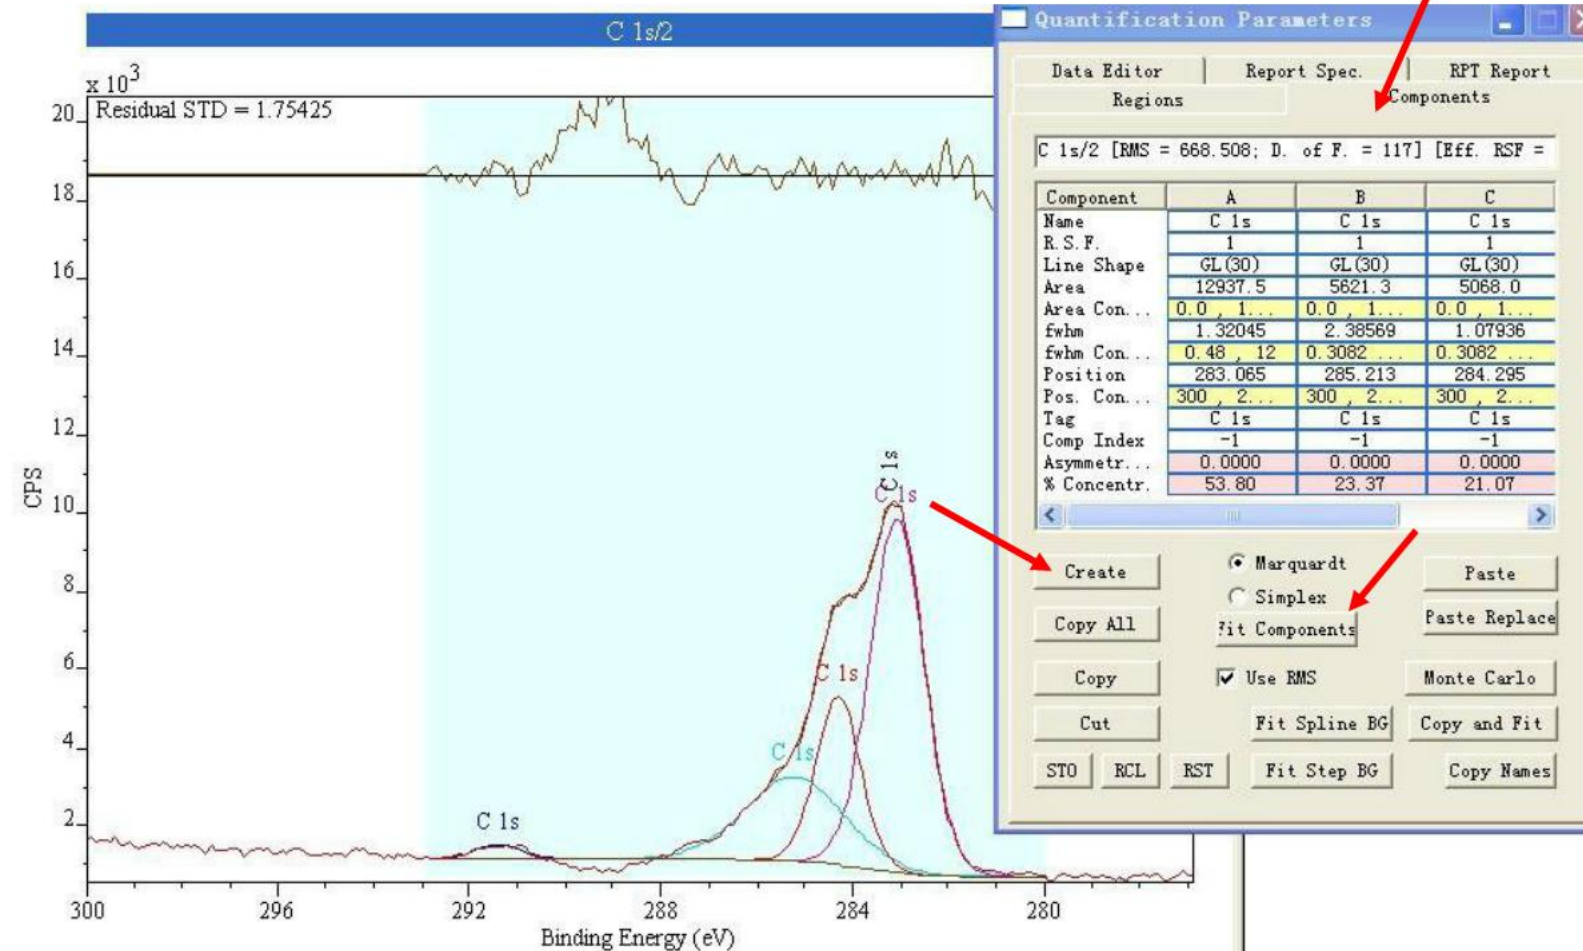 C 1s/2
x 10³
Residual STD = 1.75425
20
18
16
14
12
10
8
6
4
2
CPS
C 1s
C 1s
C 1s
C 1s
C 1s
300
296
292
288
284
280
Binding Energy (eV)
Quantification Parameters
Data Editor Report Spec. RPT Report
Regions Components
C 1s/2 [RMS = 668.508; D. of F. = 117] [Eff. RSF =
Component A B C
Name C 1s C 1s C 1s
R.S.F. 1 1 1
Line Shape GL(30) GL(30) GL(30)
Area 12937.5 5621.3 5068.0
Area Con... 0.0 , 1... 0.0 , 1... 0.0 , 1...
fwhm 1.32045 2.38569 1.07936
fwhm Con... 0.48 , 12 0.3082 ... 0.3082 ...
Position 283.065 285.213 284.295
Pos. Con... 300 , 2... 300 , 2... 300 , 2...
Tag C 1s C 1s C 1s
Comp Index -1 -1 -1
Asymmetr... 0.0000 0.0000 0.0000
% Concentr. 53.80 23.37 21.07
Create Marquardt Paste
Simplex
Copy All Fit Components Paste Replace
Copy Use RMS Monte Carlo
Cut Fit Spline BG Copy and Fit
STO RCL RST Fit Step BG Copy Names